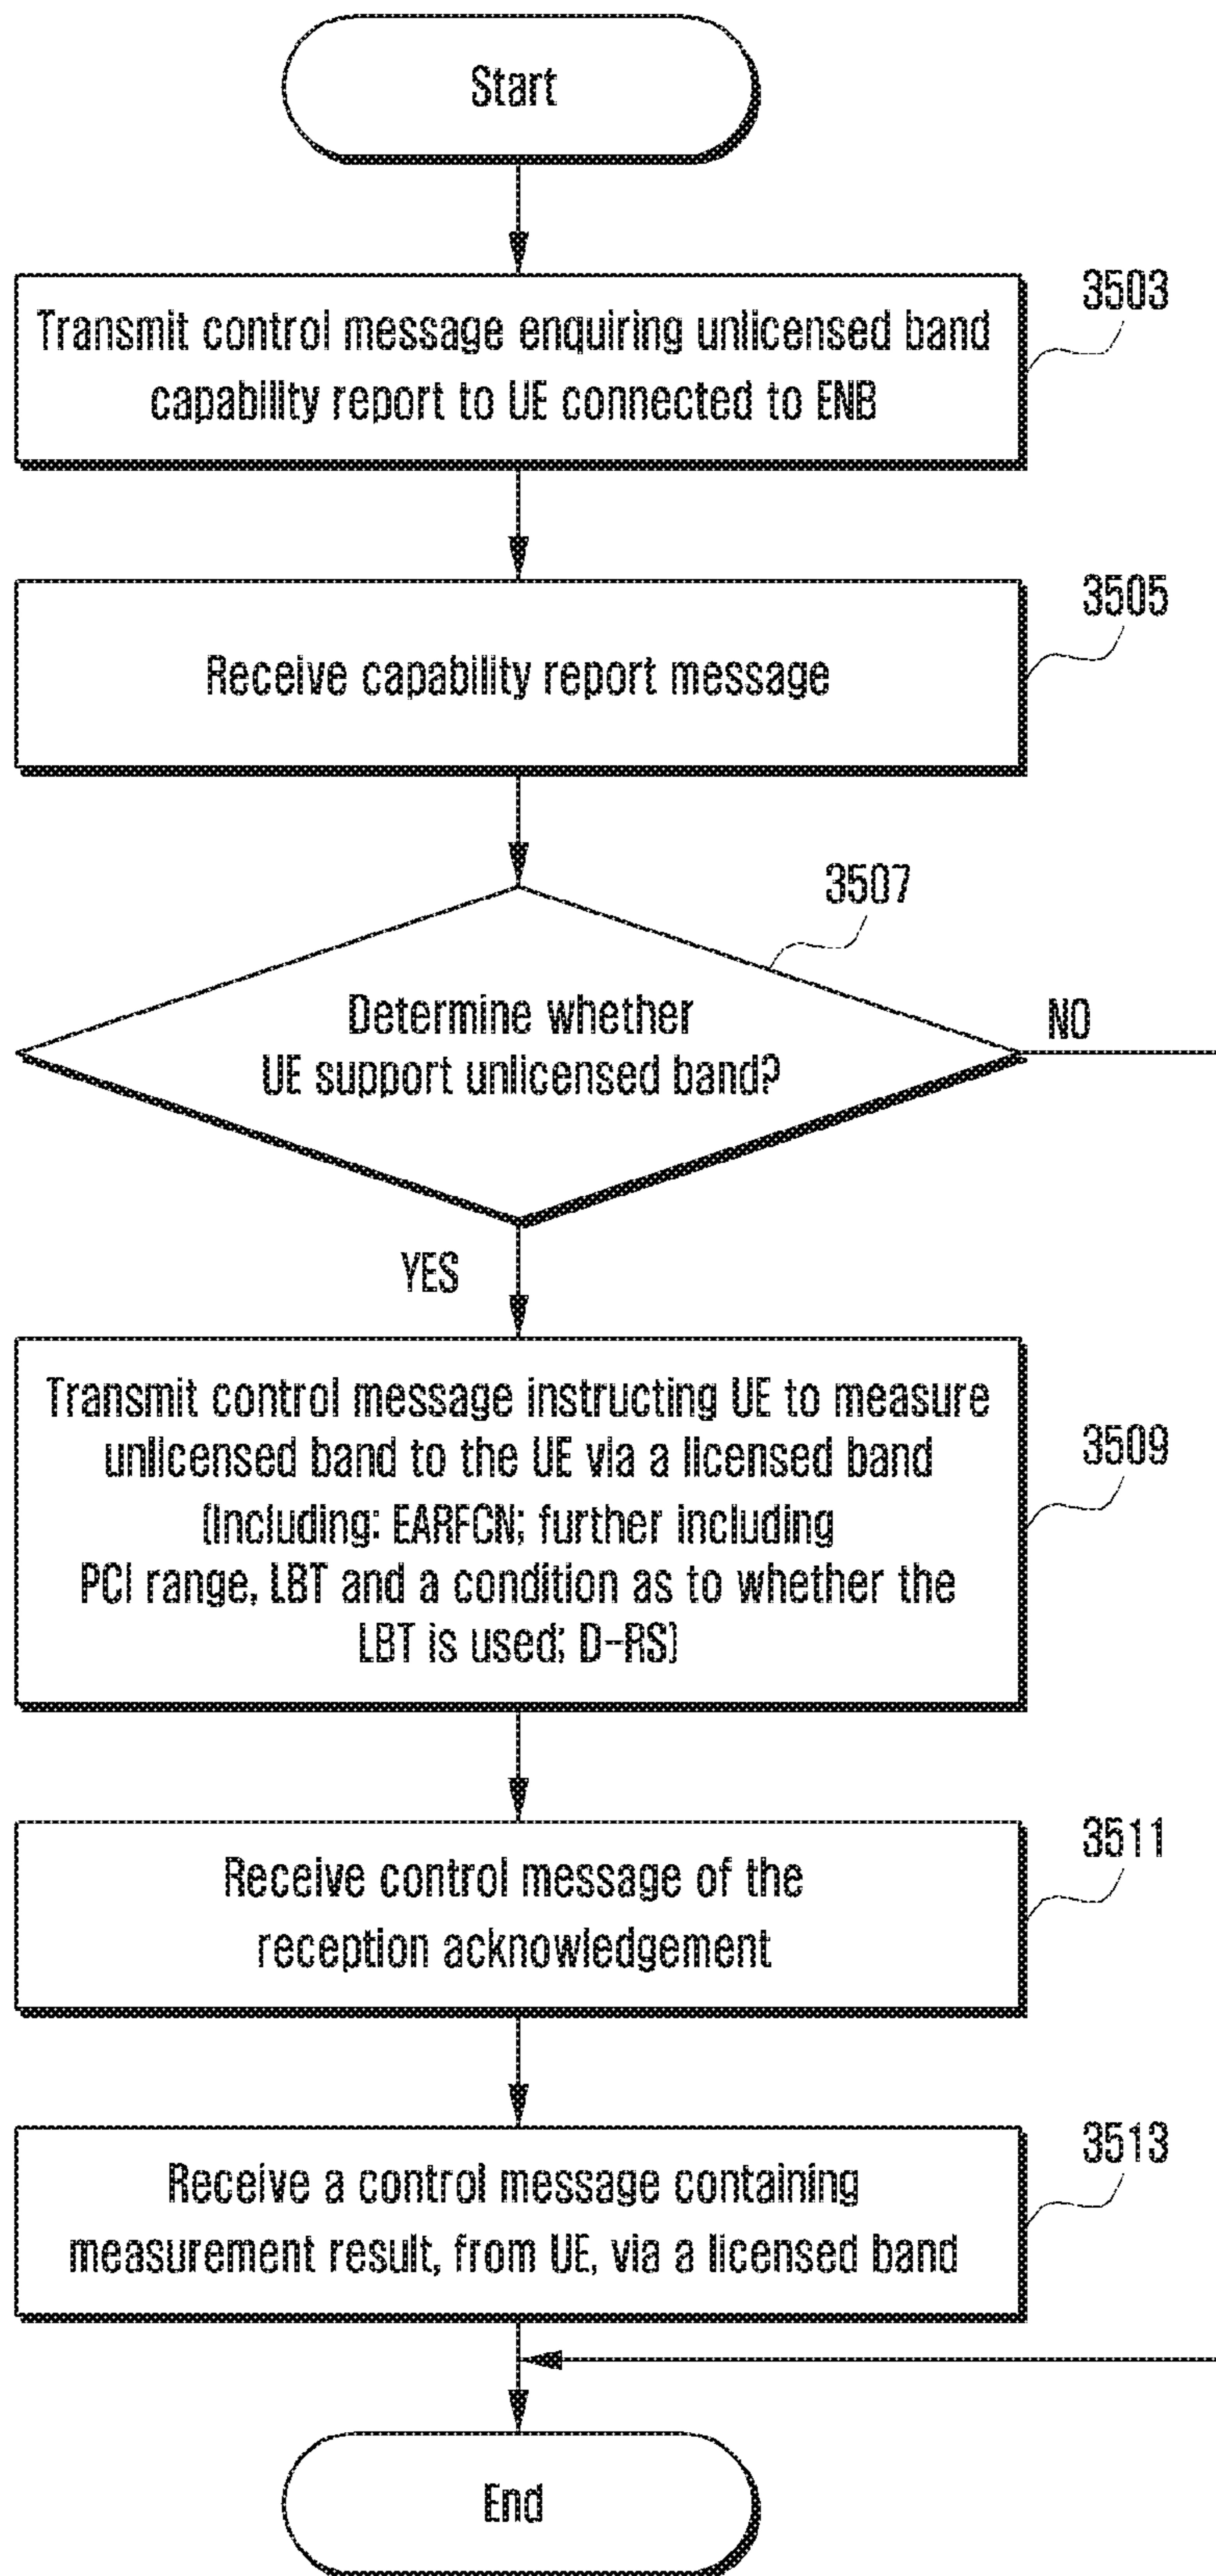 Start
3503
Transmit control message enquiring unlicensed band
capability report to UE connected to ENB
3505
Receive capability report message
3507
Determine whether
UE support unlicensed band?
NO
YES
Transmit control message instructing UE to measure
unlicensed band to the UE via a licensed band
(Including: EARFCN; further including
PCI range, LBT and a condition as to whether the
LBT is used; D-RS)
3509
3511
Receive control message of the
reception acknowledgement
3513
Receive a control message containing
measurement result, from UE, via a licensed band
End